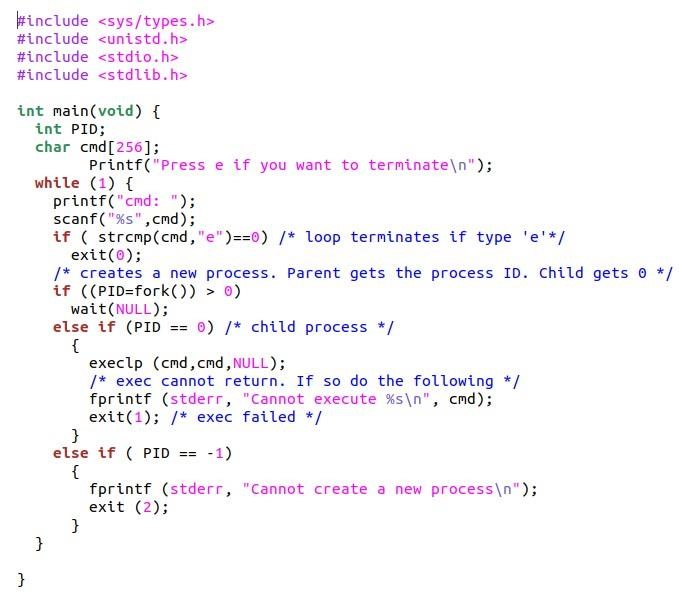 #include <sys/types.h>
#include <unistd.h>
#include <stdio.h>
#include <stdlib.h>

int main(void) {
  int PID;
  char cmd[256];
        Printf("Press e if you want to terminate\n");
  while (1) {
    printf("cmd: ");
    scanf("%s",cmd);
    if ( strcmp(cmd,"e")==0) /* loop terminates if type 'e'*/
      exit(0);
    /* creates a new process. Parent gets the process ID. Child gets 0 */
    if ((PID=fork()) > 0)
      wait(NULL);
    else if (PID == 0) /* child process */
      {
        execlp (cmd,cmd,NULL);
        /* exec cannot return. If so do the following */
        fprintf (stderr, "Cannot execute %s\n", cmd);
        exit(1); /* exec failed */
      }
    else if ( PID == -1)
      {
        fprintf (stderr, "Cannot create a new process\n");
        exit (2);
      }
  }

}